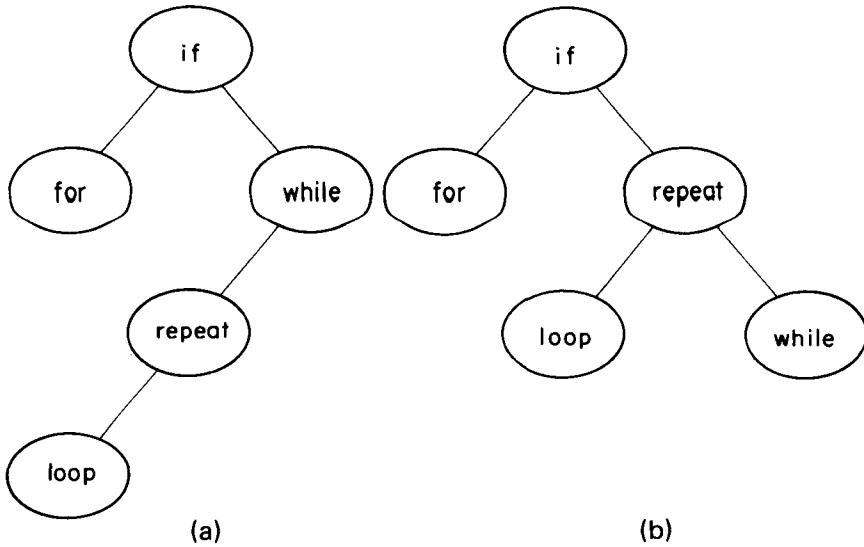 if
if
for
while
for
repeat
repeat
loop
while
loop
(a)
(b)